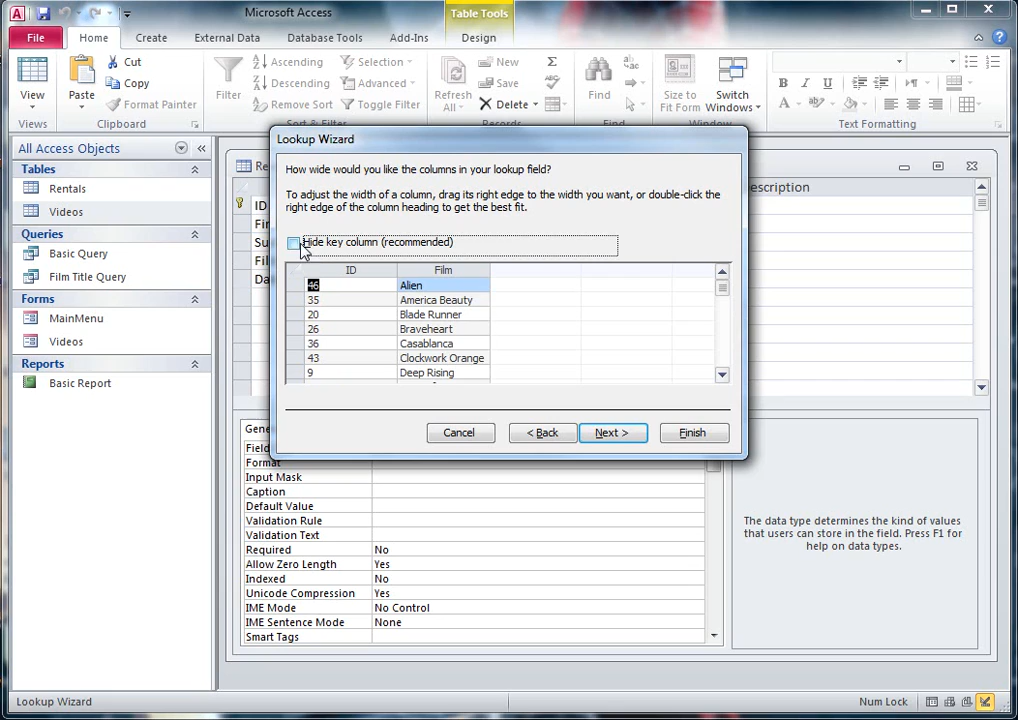 Microsoft Access
Table Tools
File
Home
Create
External Data
Database Tools
Add-Ins
Design
View
Paste
Cut
Copy
Format Painter
Filter
Ascending
Descending
Remove Sort
Selection
Advanced
Toggle Filter
Refresh
All
New
Save
Delete
Find
Size to
Fit Form
Switch
Windows
Views
Clipboard
Sort & Filter
Records
Find
Window
Text Formatting
All Access Objects
Tables
Rentals
Videos
Queries
Basic Query
Film Title Query
Forms
MainMenu
Videos
Reports
Basic Report
ID
Lookup Wizard
How wide would you like the columns in your lookup field?
To adjust the width of a column, drag its right edge to the width you want, or double-click the
right edge of the column heading to get the best fit.
Hide key column (recommended)
ID Film
46 Alien
35 America Beauty
20 Blade Runner
26 Braveheart
36 Casablanca
43 Clockwork Orange
9 Deep Rising
Cancel
< Back
Next >
Finish
Format
Input Mask
Caption
Default Value
Validation Rule
Validation Text
Required No
Allow Zero Length Yes
Indexed No
Unicode Compression Yes
IME Mode No Control
IME Sentence Mode None
Smart Tags
The data type determines the kind of values
that users can store in the field. Press F1 for
help on data types.
Lookup Wizard
Num Lock